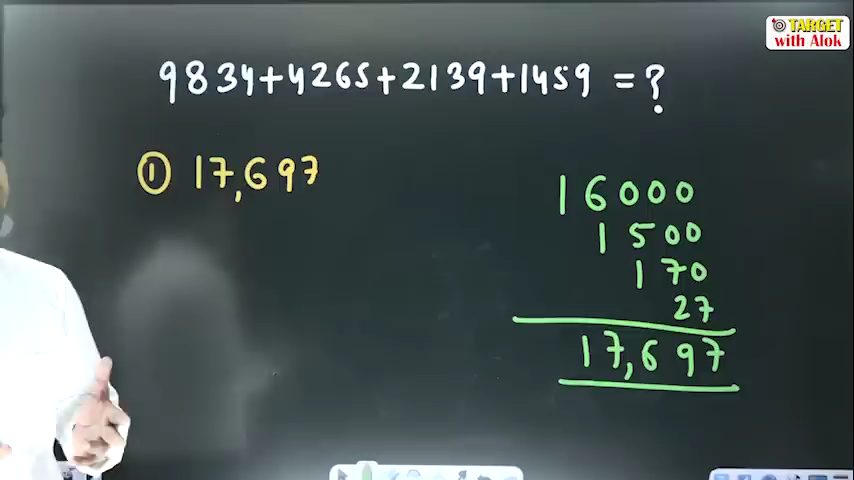 TARGET
with Alok
9834+4265+2139+1459 = ?
① 17,697
16000
1500
170
27
17,697